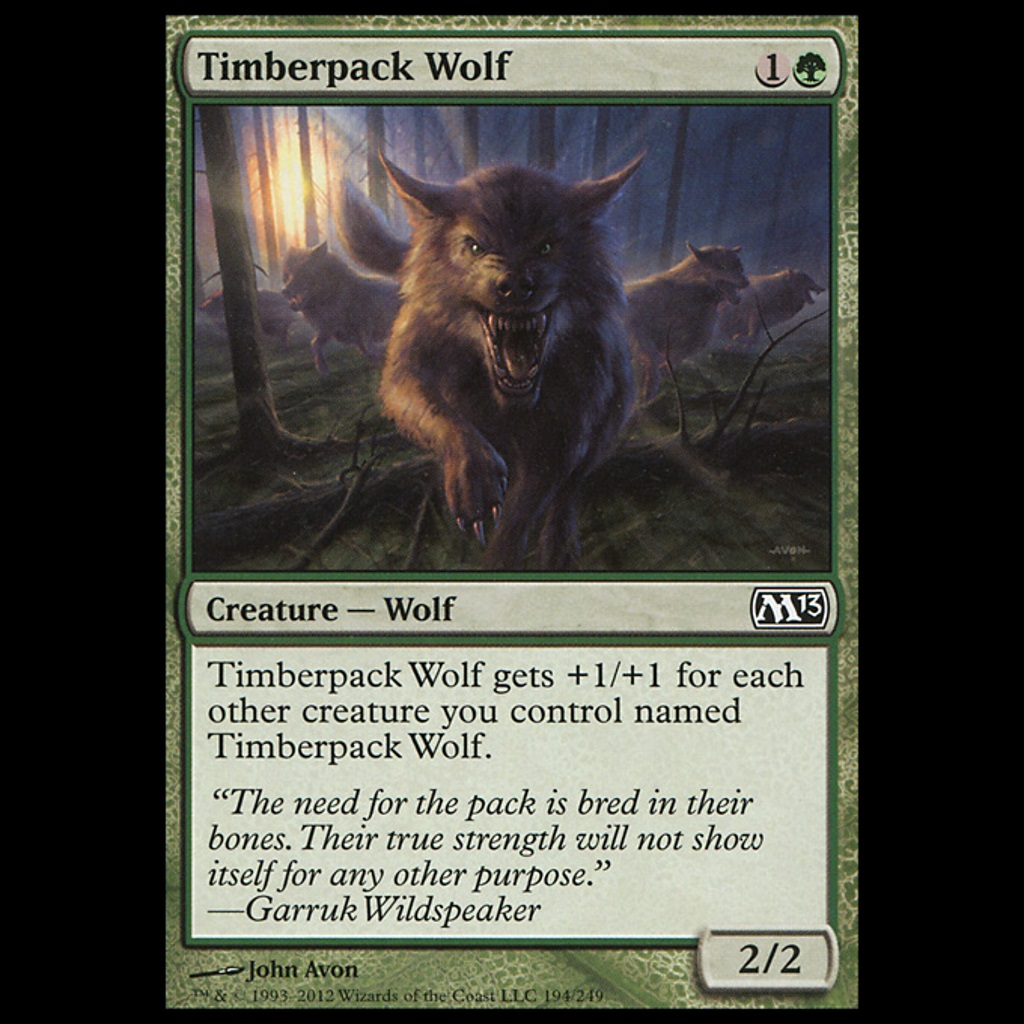 Timberpack Wolf 1
AVON
Creature — Wolf M13
Timberpack Wolf gets +1/+1 for each
other creature you control named
Timberpack Wolf.
“The need for the pack is bred in their
bones. Their true strength will not show
itself for any other purpose.”
—Garruk Wildspeaker
2/2
John Avon
™ & © 1993–2012 Wizards of the Coast LLC 194/249